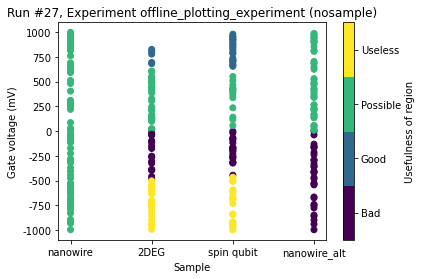 Run #27, Experiment offline_plotting_experiment (nosample)
1000
750
500
250
0
-250
-500
-750
-1000
Gate voltage (mV)
nanowire
2DEG
spin qubit
nanowire_alt
Sample
Useless
Possible
Good
Bad
Usefulness of region